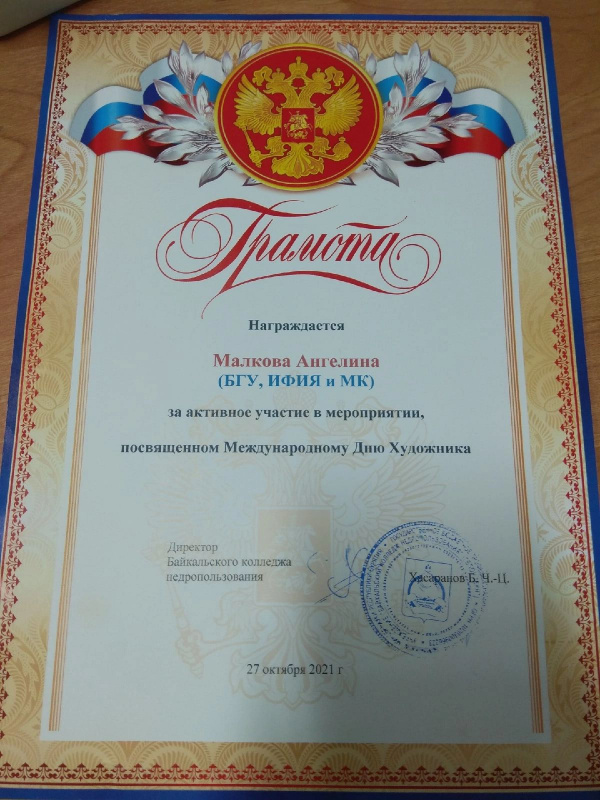 Грамота
Награждается
Малкова Ангелина
(БГУ, ИФИЯ и МК)
за активное участие в мероприятии,
посвященном Международному Дню Художника
Директор
Байкальского колледжа
недропользования
Хасаранов Б. Ч.-Ц.
27 октября 2021 г